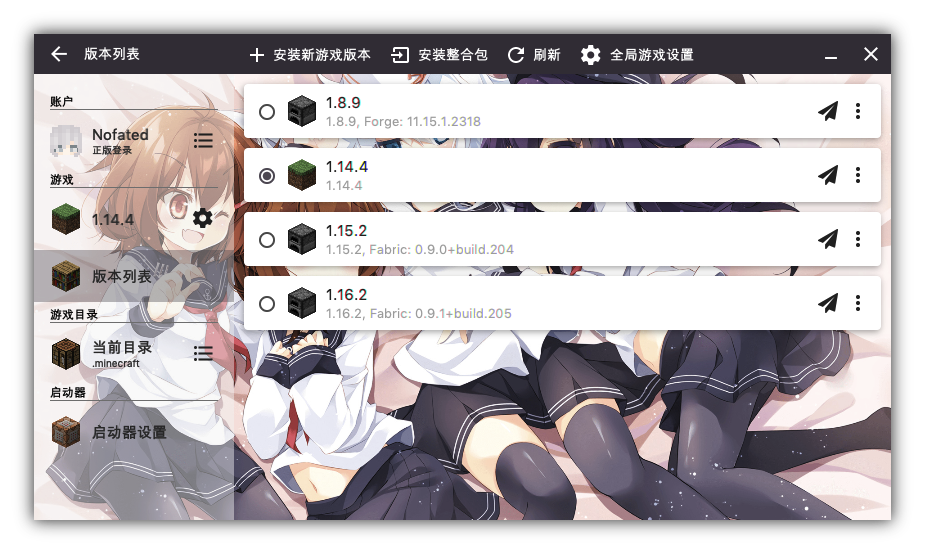 版本列表
安装新游戏版本
安装整合包
刷新
全局游戏设置
账户
Nofated
正版登录
游戏
1.14.4
版本列表
游戏目录
当前目录
.minecraft
启动器
启动器设置
1.8.9
1.8.9, Forge: 11.15.1.2318
1.14.4
1.14.4
1.15.2
1.15.2, Fabric: 0.9.0+build.204
1.16.2
1.16.2, Fabric: 0.9.1+build.205